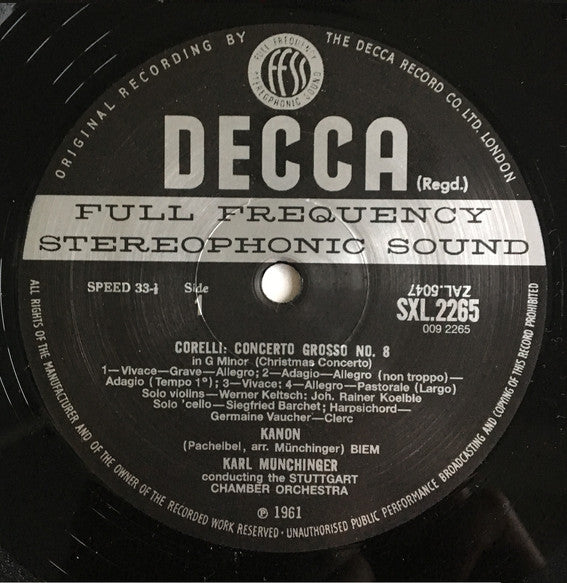 ORIGINAL RECORDING BY THE DECCA RECORD CO. LTD. LONDON
FULL FREQUENCY
FFSS
STEREOPHONIC SOUND
DECCA (Regd.)
FULL FREQUENCY
STEREOPHONIC SOUND
SPEED 33-⅓ Side 1
ZAL.5047
SXL.2265
009 2265
CORELLI: CONCERTO GROSSO NO. 8
in G Minor (Christmas Concerto)
1—Vivace—Grave—Allegro; 2—Adagio—Allegro (non troppo)—
Adagio (Tempo 1º); 3—Vivace; 4—Allegro—Pastorale (Largo)
Solo violins—Werner Keltsch: Joh. Rainer Koelble
Solo 'cello—Siegfried Barchet; Harpsichord—
Germaine Vaucher—Clerc
KANON
(Pachelbel, arr. Münchinger) BIEM
KARL MUNCHINGER
conducting the STUTTGART
CHAMBER ORCHESTRA
℗ 1961
ALL RIGHTS OF THE MANUFACTURER AND OF THE OWNER OF THE RECORDED WORK RESERVED · UNAUTHORISED PUBLIC PERFORMANCE BROADCASTING AND COPYING OF THIS RECORD PROHIBITED